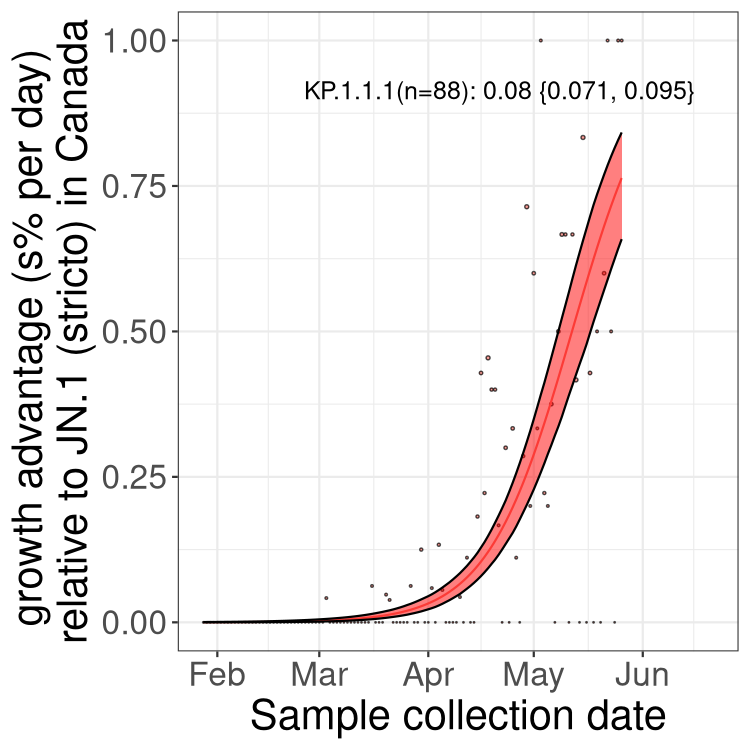 growth advantage (s% per day)
relative to JN.1 (stricto) in Canada
1.00
0.75
0.50
0.25
0.00
KP.1.1.1(n=88): 0.08 {0.071, 0.095}
Feb Mar Apr May Jun
Sample collection date